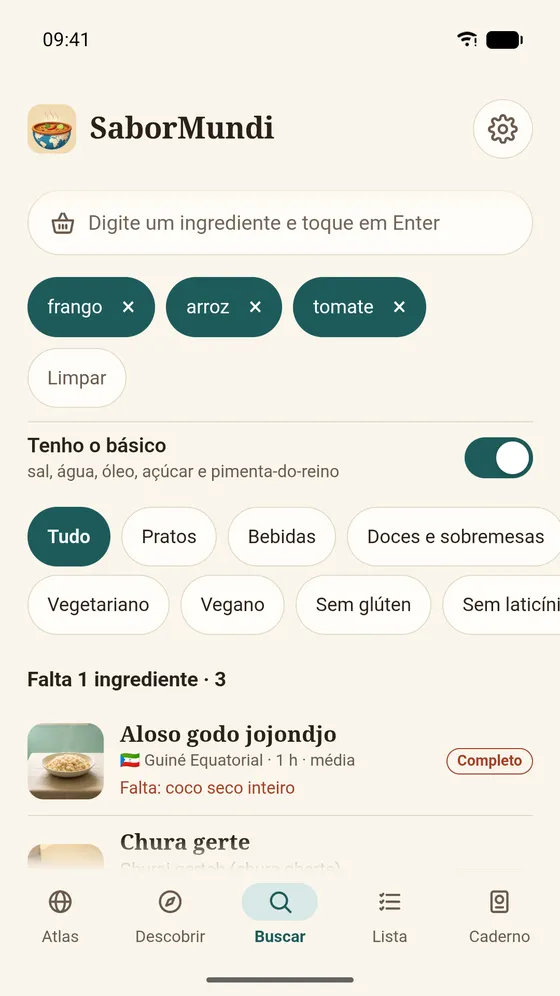 09:41
SaborMundi
Digite um ingrediente e toque em Enter
frango × arroz × tomate ×
Limpar
Tenho o básico
sal, água, óleo, açúcar e pimenta-do-reino
Tudo Pratos Bebidas Doces e sobremesas
Vegetariano Vegano Sem glúten Sem
Falta 1 ingrediente · 3
Aloso godo jojondjo
Guiné Equatorial · 1 h · média
Completo
Falta: coco seco inteiro
Chura gerte
Atlas Descobrir Buscar Lista Caderno